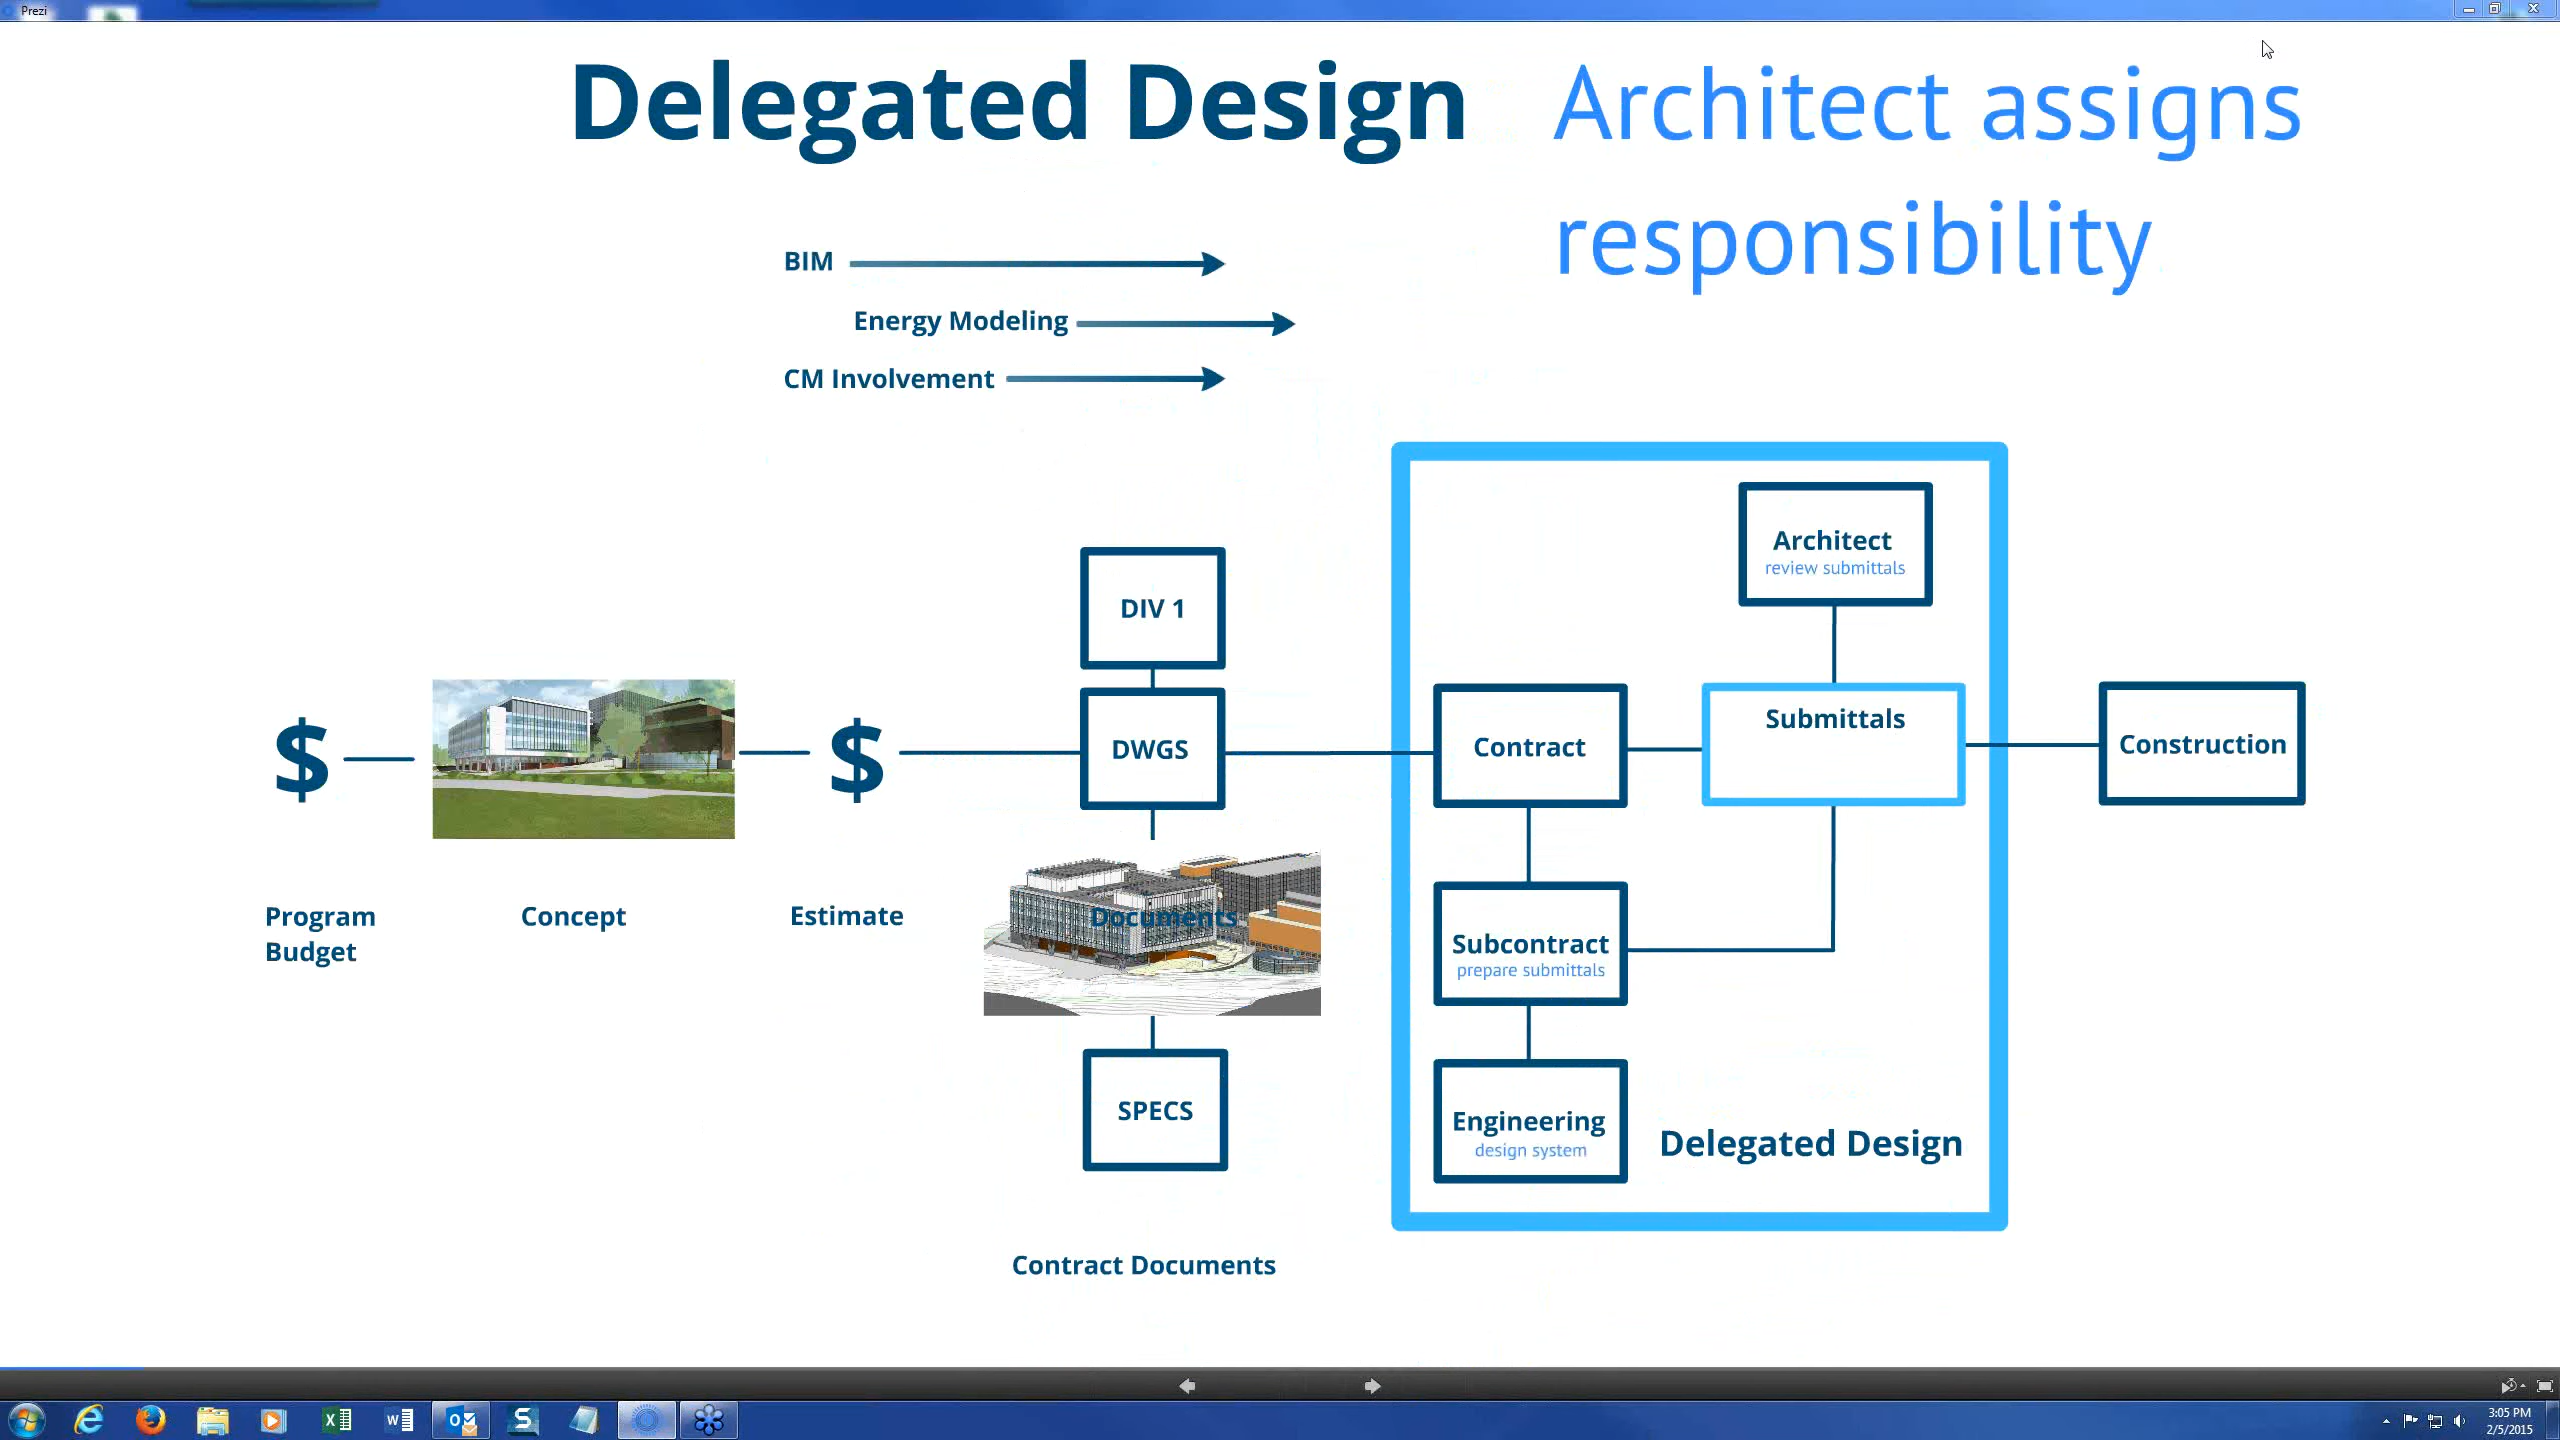 Prezi
Delegated Design
Architect assigns
responsibility
BIM
Energy Modeling
CM Involvement
Architect
review submittals
DIV 1
DWGS
Contract
Submittals
Construction
$
$
Program
Budget
Concept
Estimate
Documents
Subcontract
prepare submittals
SPECS
Engineering
design system
Delegated Design
Contract Documents
3:05 PM
2/5/2015